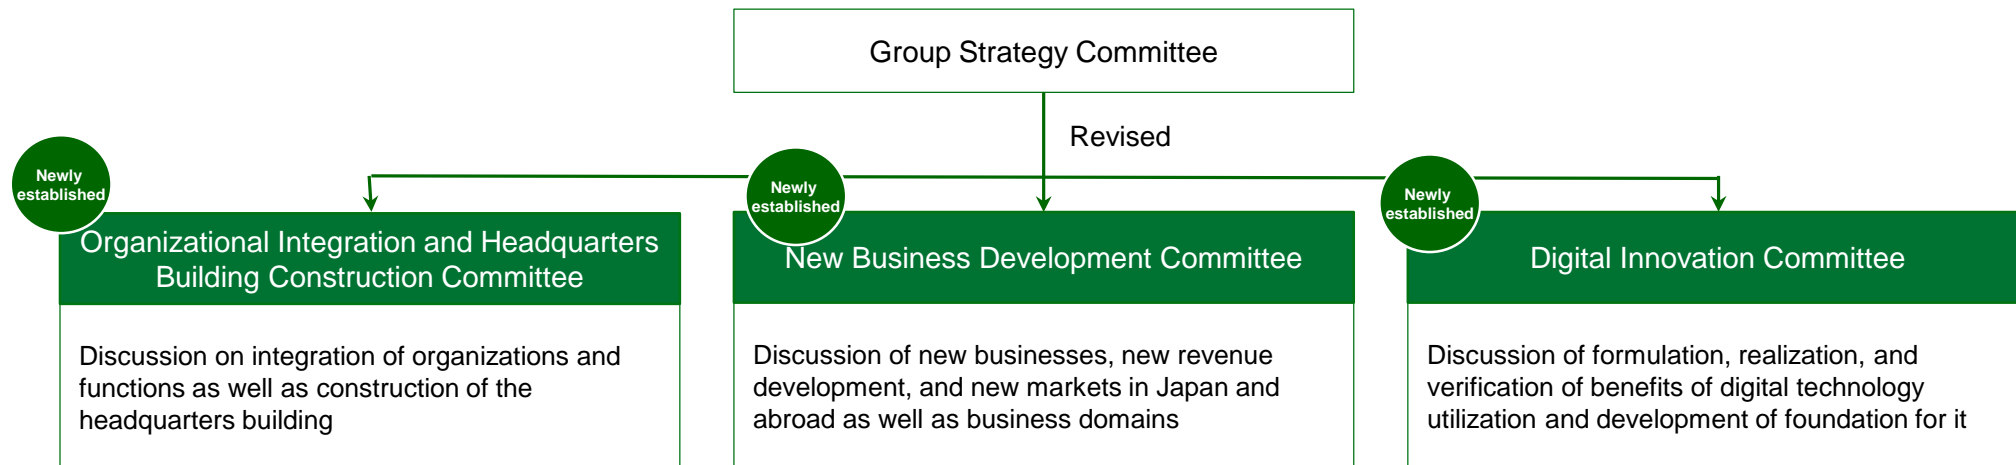 Group Strategy Committee
Revised
Newly
established
Organizational Integration and Headquarters
Building Construction Committee
Discussion on integration of organizations and
functions as well as construction of the
headquarters building
Newly
established
New Business Development Committee
Discussion of new businesses, new revenue
development, and new markets in Japan and
abroad as well as business domains
Newly
established
Digital Innovation Committee
Discussion of formulation, realization, and
verification of benefits of digital technology
utilization and development of foundation for it